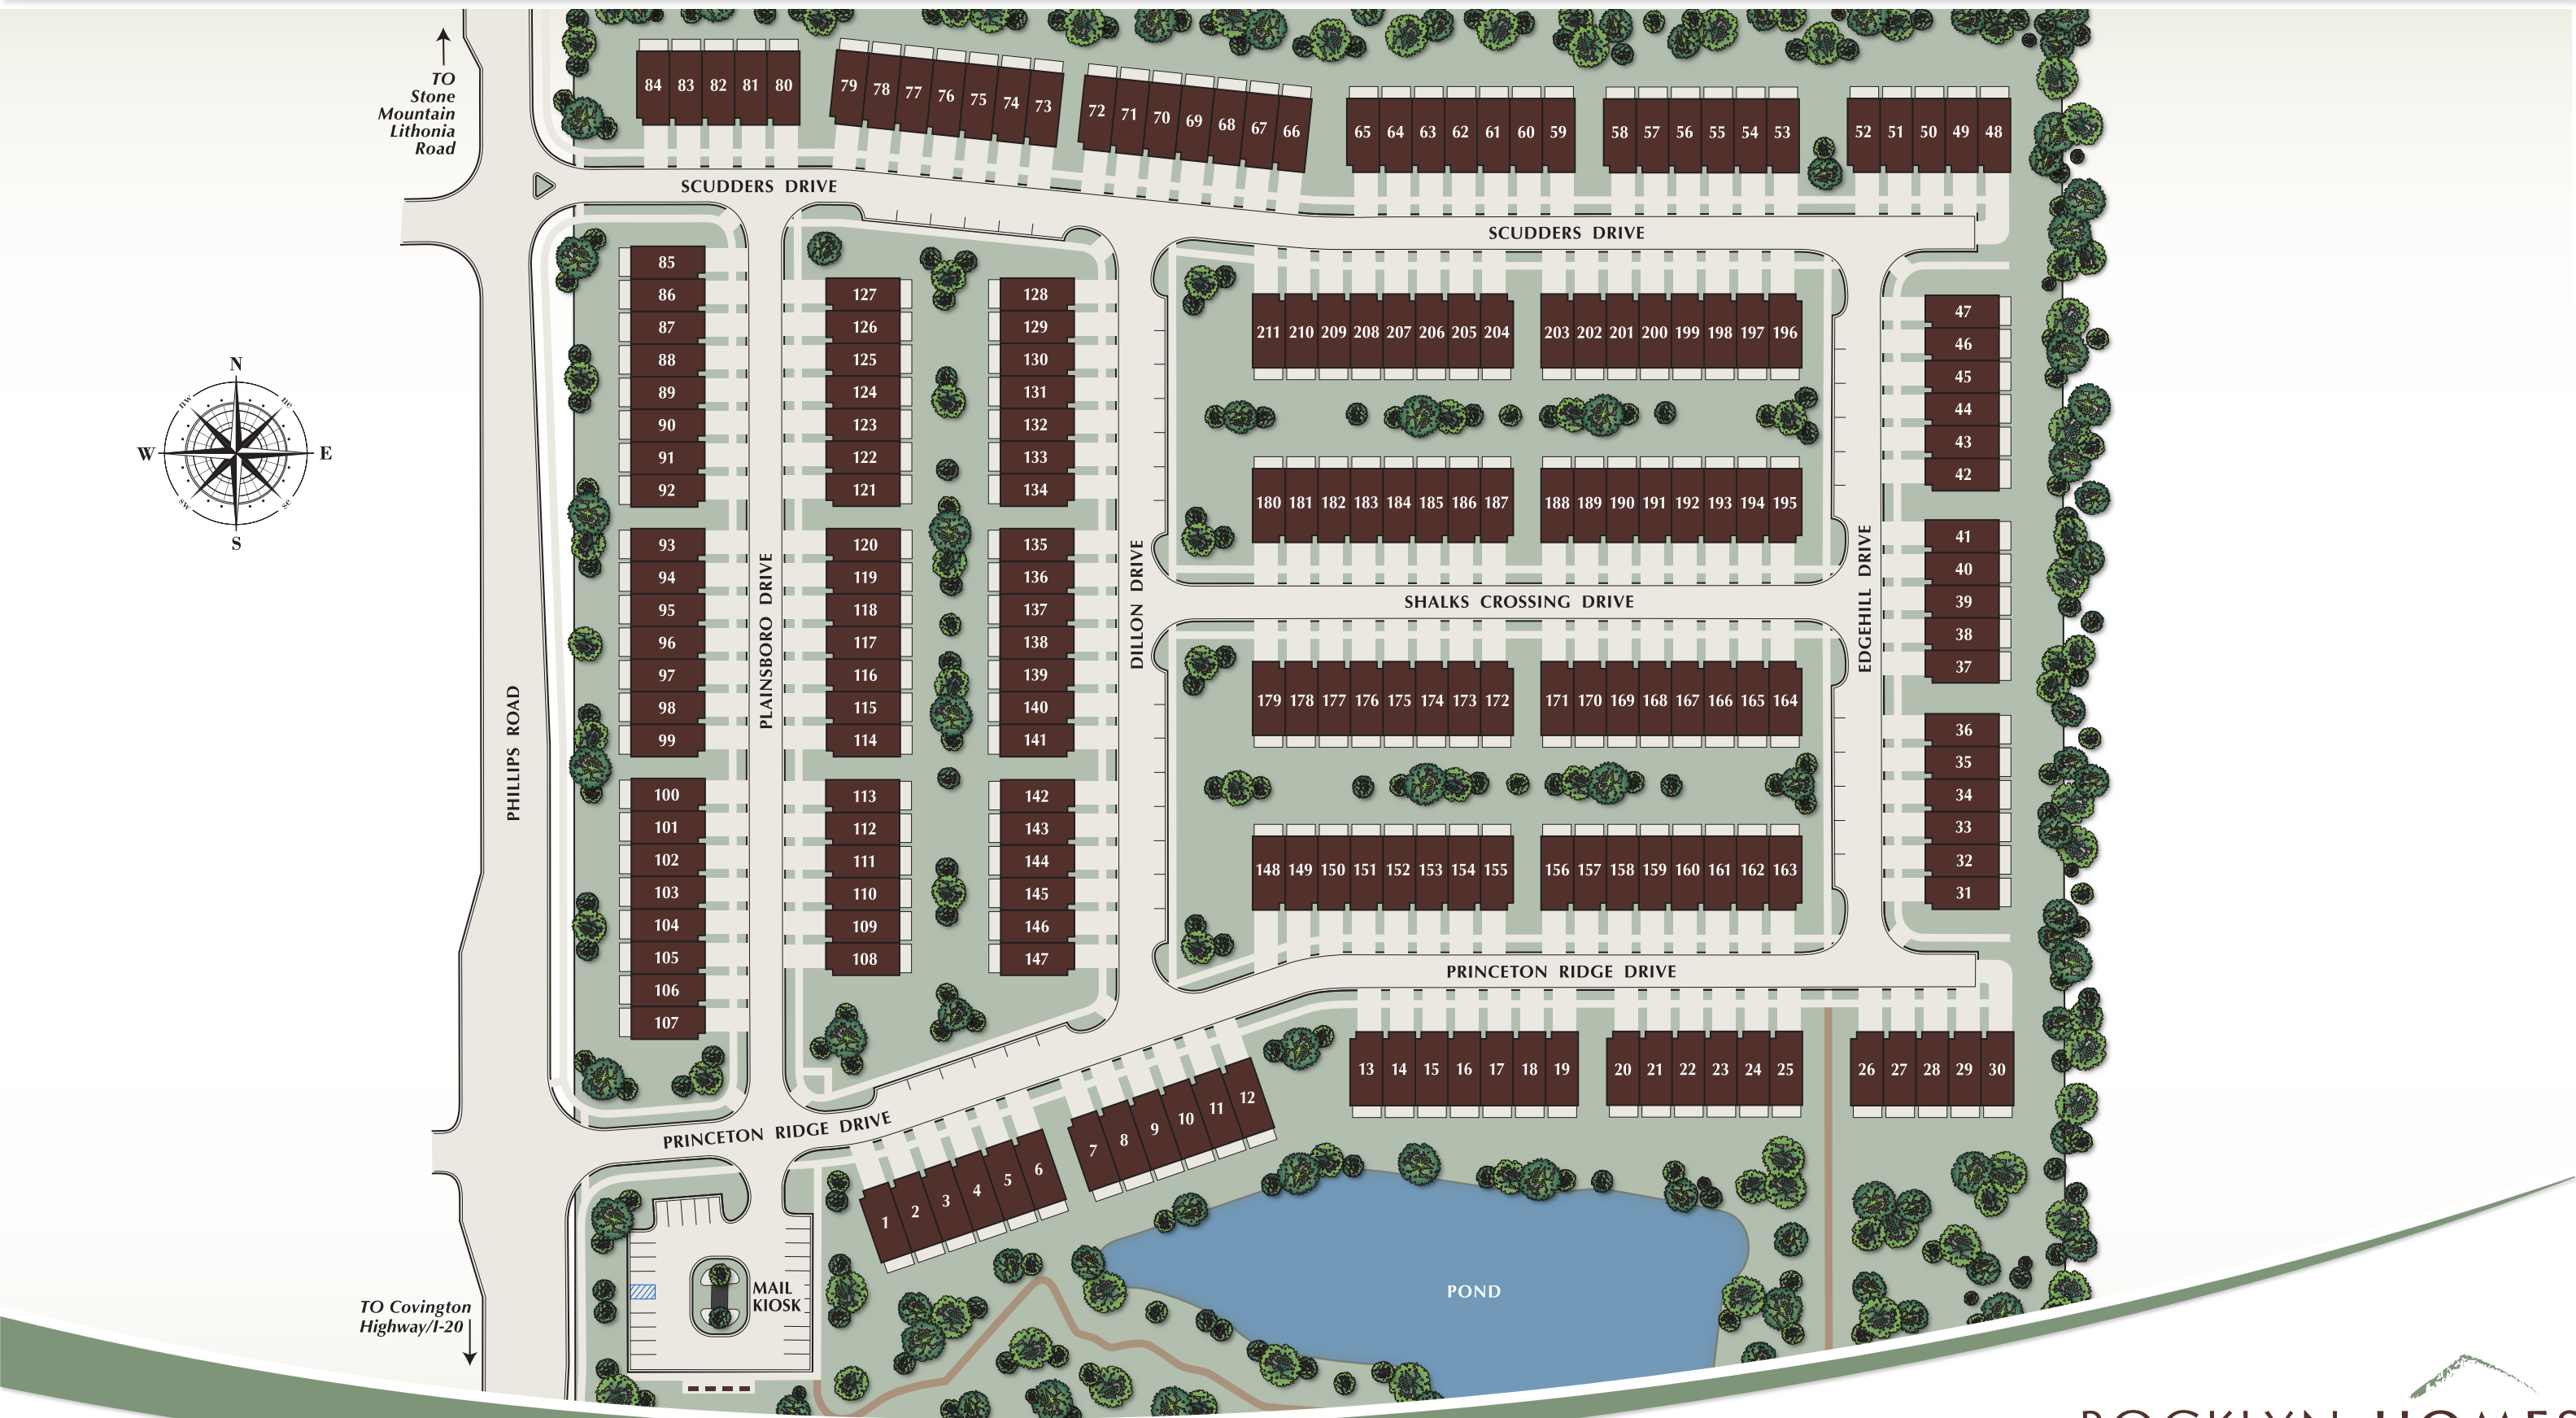 TO
Stone
Mountain
Lithonia
Road
84 83 82 81 80
79 78 77 76 75 74 73
72 71 70 69 68 67 66
65 64 63 62 61 60 59
58 57 56 55 54 53
52 51 50 49 48
SCUDDERS DRIVE
SCUDDERS DRIVE
N
nw
ne
W
E
sw
se
S
PHILLIPS ROAD
85
86
87
88
89
90
91
92
93
94
95
96
97
98
99
100
101
102
103
104
105
106
107
PLAINSBORO DRIVE
127
126
125
124
123
122
121
120
119
118
117
116
115
114
113
112
111
110
109
108
128
129
130
131
132
133
134
135
136
137
138
139
140
141
142
143
144
145
146
147
DILLON DRIVE
211 210 209 208 207 206 205 204
203 202 201 200 199 198 197 196
180 181 182 183 184 185 186 187
188 189 190 191 192 193 194 195
SHALKS CROSSING DRIVE
179 178 177 176 175 174 173 172
171 170 169 168 167 166 165 164
148 149 150 151 152 153 154 155
156 157 158 159 160 161 162 163
EDGEHILL DRIVE
47
46
45
44
43
42
41
40
39
38
37
36
35
34
33
32
31
PRINCETON RIDGE DRIVE
PRINCETON RIDGE DRIVE
13 14 15 16 17 18 19
20 21 22 23 24 25
26 27 28 29 30
1 2 3 4 5 6
7 8 9 10 11 12
MAIL
KIOSK
POND
TO Covington
Highway/I-20
ROCKLYN HOMES